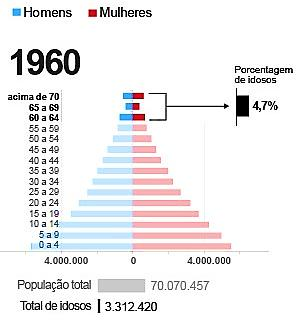 Homens Mulheres
1960
Porcentagem
de idosos
4,7%
acima de 70
65 a 69
60 a 64
55 a 59
50 a 54
45 a 49
40 a 44
35 a 39
30 a 34
25 a 29
20 a 24
15 a 19
10 a 14
5 a 9
0 a 4
4.000.000 0 4.000.000
População total 70.070.457
Total de idosos 3.312.420